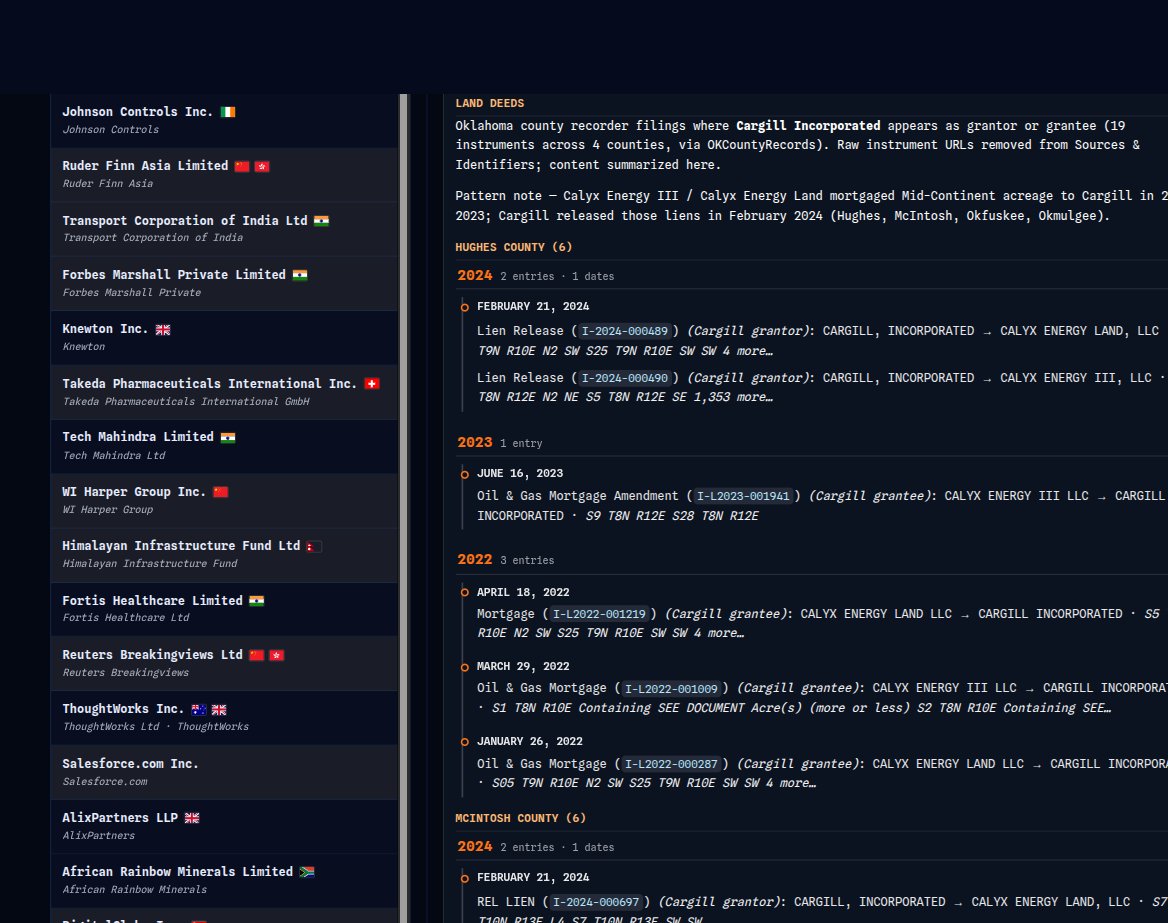 Johnson Controls Inc.
Johnson Controls
Ruder Finn Asia Limited
Ruder Finn Asia
Transport Corporation of India Ltd
Transport Corporation of India
Forbes Marshall Private Limited
Forbes Marshall Private
Knewton Inc.
Knewton
Takeda Pharmaceuticals International Inc.
Takeda Pharmaceuticals International GmbH
Tech Mahindra Limited
Tech Mahindra Ltd
WI Harper Group Inc.
WI Harper Group
Himalayan Infrastructure Fund Ltd
Himalayan Infrastructure Fund
Fortis Healthcare Limited
Fortis Healthcare Ltd
Reuters Breakingviews Ltd
Reuters Breakingviews
ThoughtWorks Inc.
ThoughtWorks Ltd · ThoughtWorks
Salesforce.com Inc.
Salesforce.com
AlixPartners LLP
AlixPartners
African Rainbow Minerals Limited
African Rainbow Minerals
LAND DEEDS
Oklahoma county recorder filings where Cargill Incorporated appears as grantor or grantee (19
instruments across 4 counties, via OKCountyRecords). Raw instrument URLs removed from Sources &
Identifiers; content summarized here.
Pattern note — Calyx Energy III / Calyx Energy Land mortgaged Mid-Continent acreage to Cargill in 2
2023; Cargill released those liens in February 2024 (Hughes, McIntosh, Okfuskee, Okmulgee).
HUGHES COUNTY (6)
2024 2 entries · 1 dates
FEBRUARY 21, 2024
Lien Release (I-2024-000489) (Cargill grantor): CARGILL, INCORPORATED → CALYX ENERGY LAND, LLC
T9N R10E N2 SW S25 T9N R10E SW SW 4 more…
Lien Release (I-2024-000490) (Cargill grantor): CARGILL, INCORPORATED → CALYX ENERGY III, LLC ·
T8N R12E N2 NE S5 T8N R12E SE 1,353 more…
2023 1 entry
JUNE 16, 2023
Oil & Gas Mortgage Amendment (I-L2023-001941) (Cargill grantee): CALYX ENERGY III LLC → CARGILL
INCORPORATED · S9 T8N R12E S28 T8N R12E
2022 3 entries
APRIL 18, 2022
Mortgage (I-L2022-001219) (Cargill grantee): CALYX ENERGY LAND LLC → CARGILL INCORPORATED · S5
R10E N2 SW S25 T9N R10E SW SW 4 more…
MARCH 29, 2022
Oil & Gas Mortgage (I-L2022-001009) (Cargill grantee): CALYX ENERGY III LLC → CARGILL INCORPORAT
· S1 T8N R10E Containing SEE DOCUMENT Acre(s) (more or less) S2 T8N R10E Containing SEE…
JANUARY 26, 2022
Oil & Gas Mortgage (I-L2022-000287) (Cargill grantee): CALYX ENERGY LAND LLC → CARGILL INCORPORA
· S05 T9N R10E N2 SW S25 T9N R10E SW SW 4 more…
MCINTOSH COUNTY (6)
2024 2 entries · 1 dates
FEBRUARY 21, 2024
REL LIEN (I-2024-000697) (Cargill grantor): CARGILL, INCORPORATED → CALYX ENERGY LAND, LLC · S7
T10N R13E L4 S7 T10N R13E SW SW